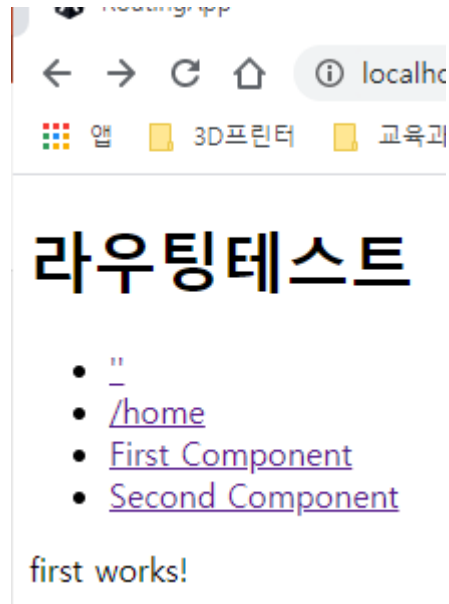 RoutingApp
localho
앱 3D프린터 교육과
라우팅테스트
''
/home
First Component
Second Component
first works!